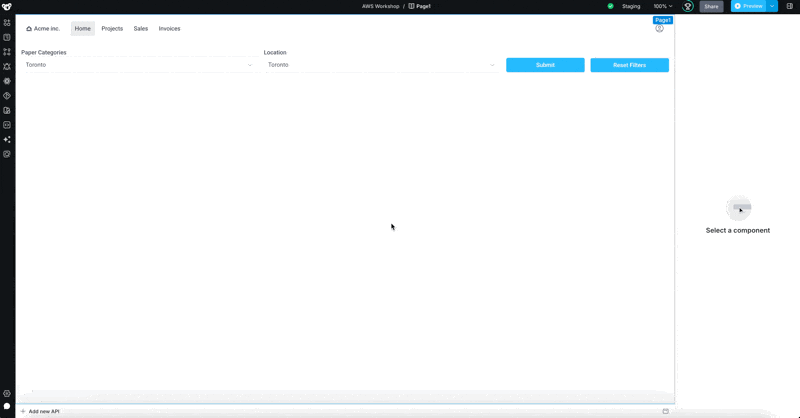 AWS Workshop / Page1
Staging
100%
Share
Preview
Page1
Acme inc.
Home
Projects
Sales
Invoices
Paper Categories
Location
Toronto
Toronto
Submit
Reset Filters
Select a component
Add new API